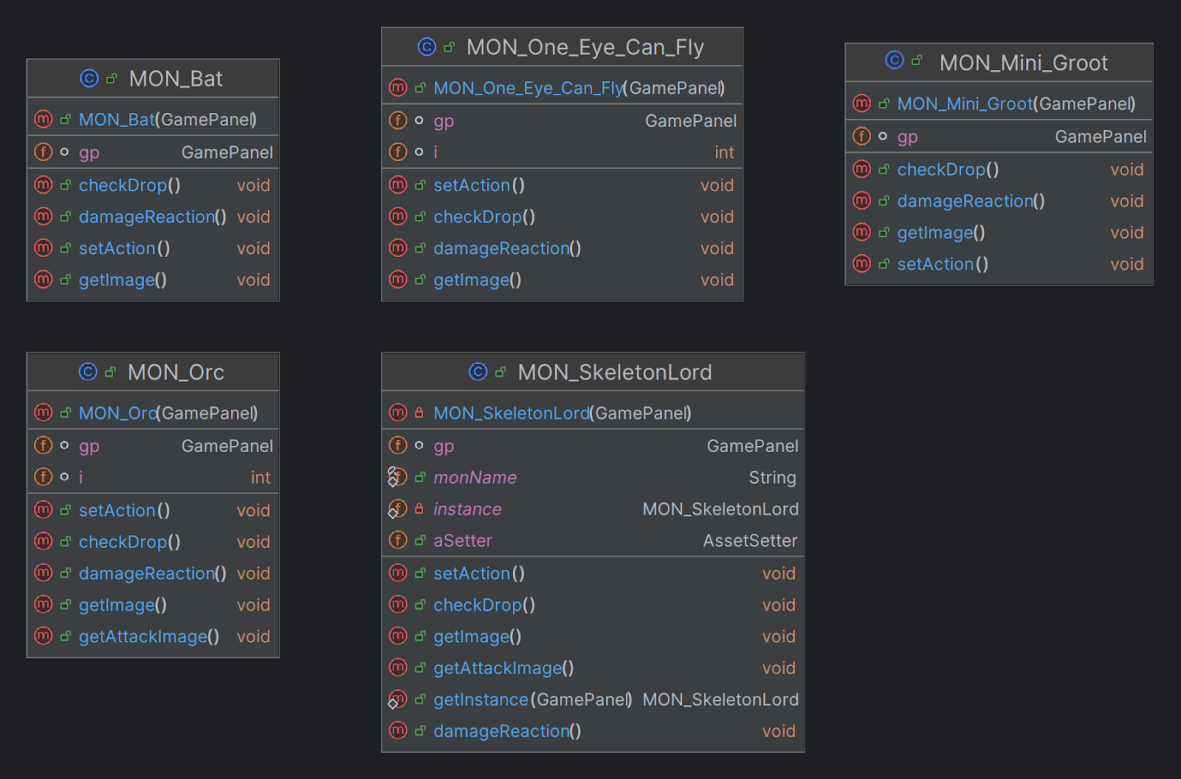 MON_Bat
MON_Bat(GamePanel)
gp GamePanel
checkDrop() void
damageReaction() void
setAction() void
getImage() void
MON_One_Eye_Can_Fly
MON_One_Eye_Can_Fly(GamePanel)
gp GamePanel
i int
setAction() void
checkDrop() void
damageReaction() void
getImage() void
MON_Mini_Groot
MON_Mini_Groot(GamePanel)
gp GamePanel
checkDrop() void
damageReaction() void
getImage() void
setAction() void
MON_Orc
MON_Orc(GamePanel)
gp GamePanel
i int
setAction() void
checkDrop() void
damageReaction() void
getImage() void
getAttackImage() void
MON_SkeletonLord
MON_SkeletonLord(GamePanel)
gp GamePanel
monName String
instance MON_SkeletonLord
aSetter AssetSetter
setAction() void
checkDrop() void
getImage() void
getAttackImage() void
getInstance(GamePanel) MON_SkeletonLord
damageReaction() void